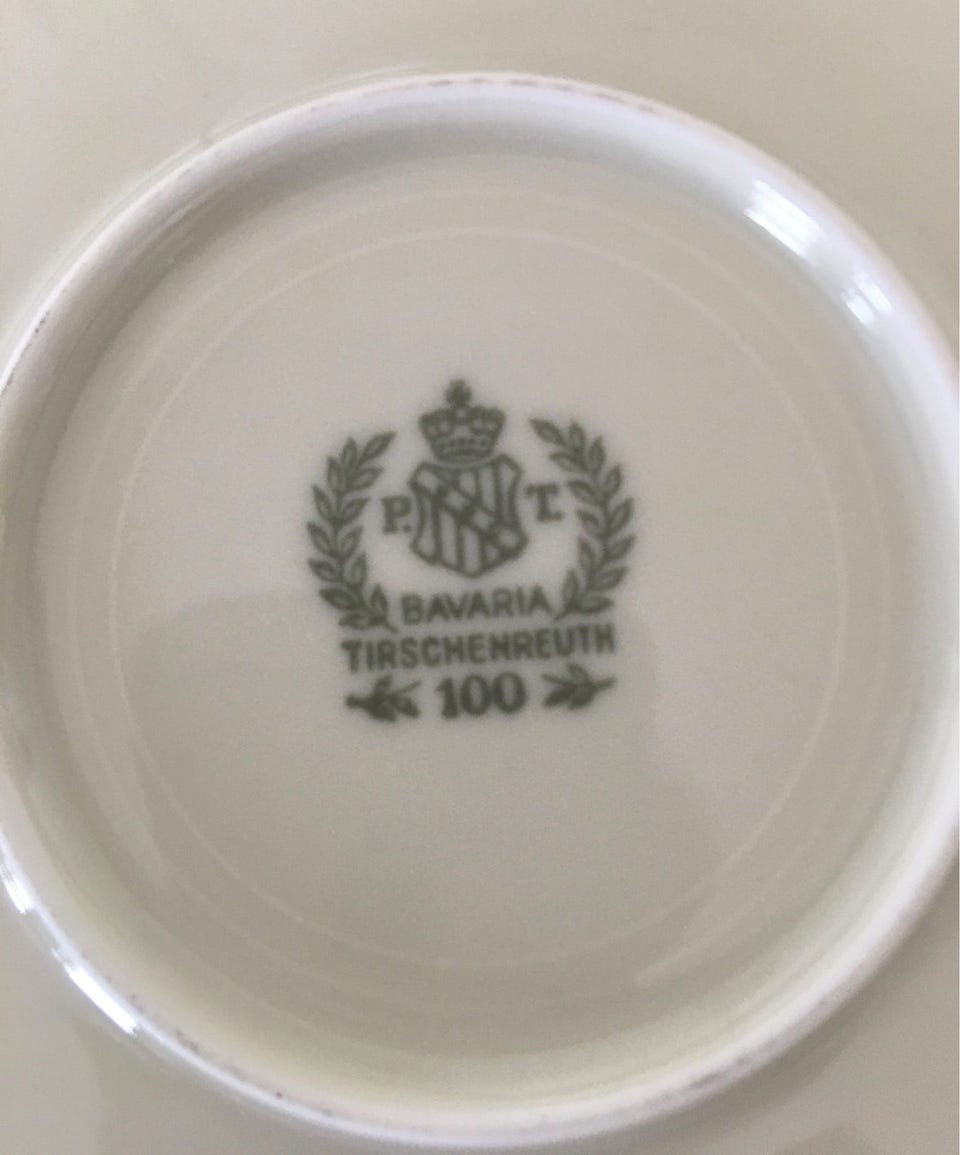 P. T.
BAVARIA
TIRSCHENREUTH
100